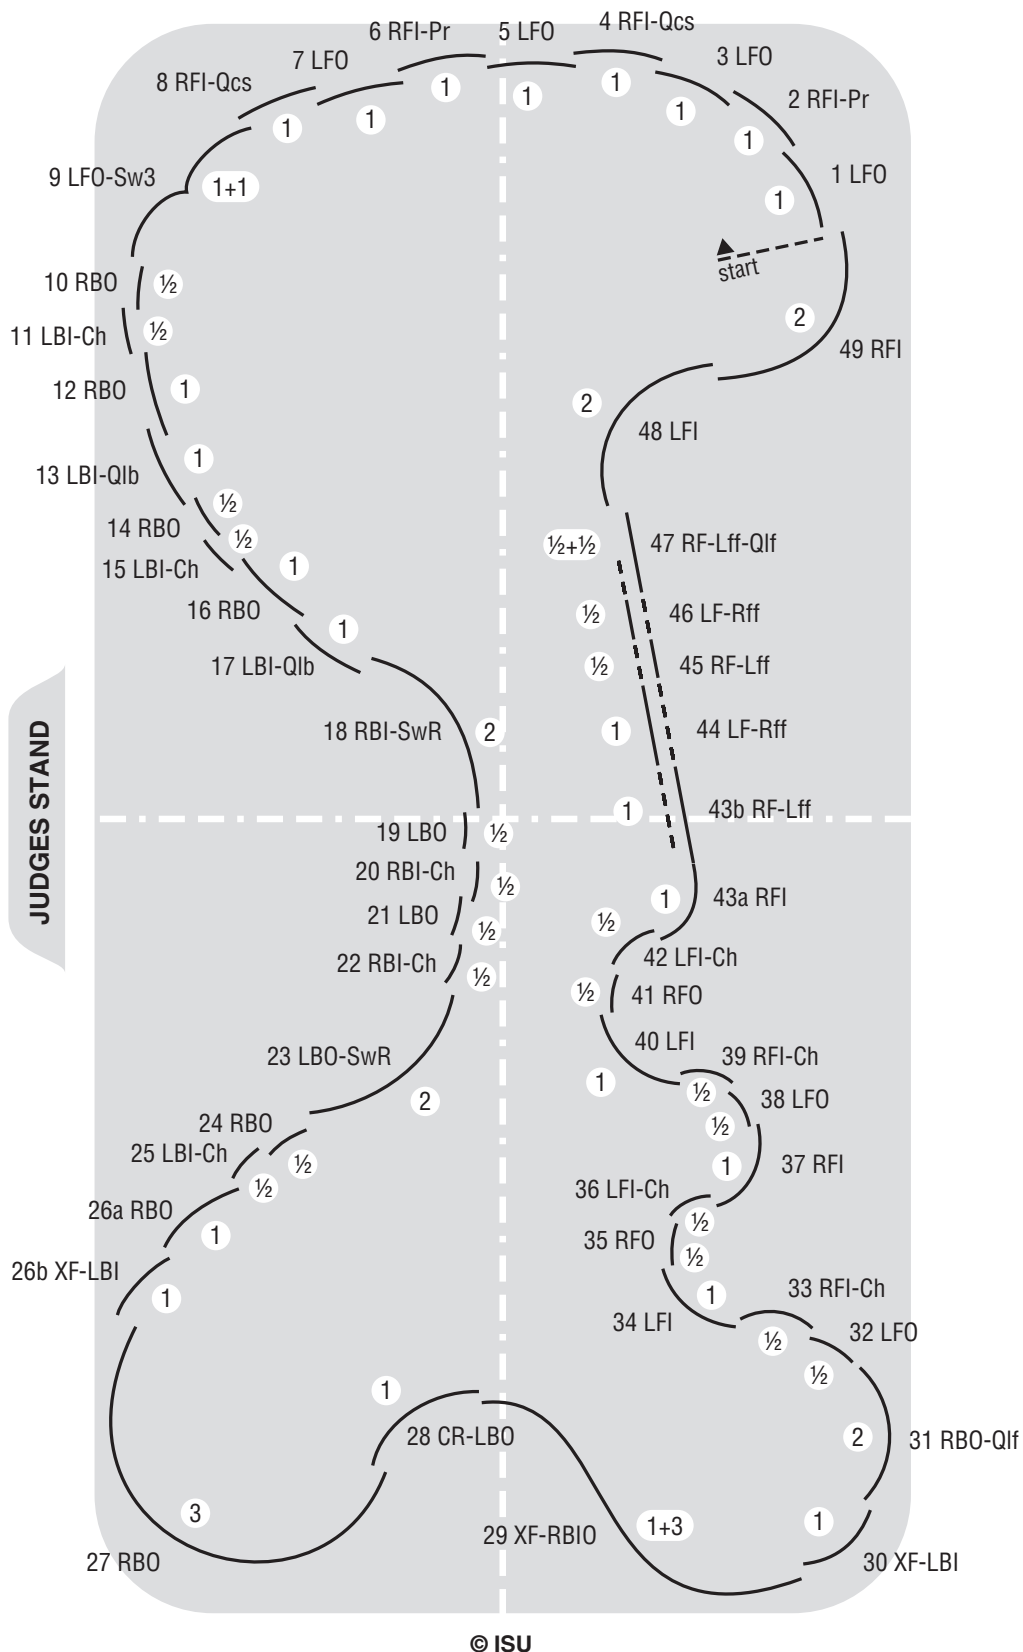 4 RFI-Qcs
6 RFI-Pr
5 LFO
7 LFO
3 LFO
8 RFI-Qcs
1
1
1
2 RFI-Pr
1
1
1
1
9 LFO-Sw3
1+1
1 LFO
1
start
10 RBO
½
2
11 LBI-Ch
½
49 RFI
12 RBO
1
2
48 LFI
13 LBI-Qlb
1
½
14 RBO
½
½+½
47 RF-Lff-Qlf
15 LBI-Ch
1
16 RBO
½
46 LF-Rff
1
17 LBI-Qlb
½
45 RF-Lff
18 RBI-SwR
2
1
44 LF-Rff
JUDGES STAND
1
43b RF-Lff
19 LBO
½
20 RBI-Ch
½
1
43a RFI
21 LBO
½
½
22 RBI-Ch
½
42 LFI-Ch
½
41 RFO
23 LBO-SwR
40 LFI
39 RFI-Ch
2
1
½
38 LFO
24 RBO
½
25 LBI-Ch
½
1
37 RFI
½
36 LFI-Ch
26a RBO
1
½
35 RFO
½
26b XF-LBI
1
1
33 RFI-Ch
34 LFI
½
32 LFO
½
1
28 CR-LBO
2
31 RBO-Qlf
3
29 XF-RBIO
1+3
1
27 RBO
30 XF-LBI
© ISU